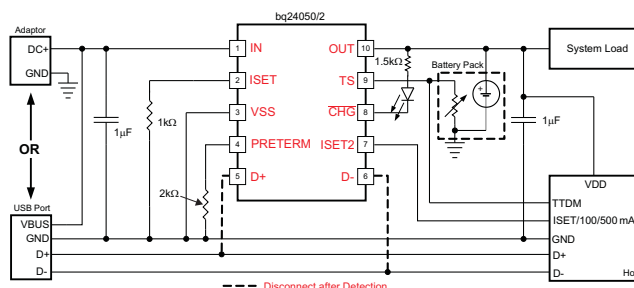 bq24050/2
Adaptor
DC+
GND
OR
USB Port
VBUS
GND
D+
D-
1μF
1kΩ
2kΩ
1 IN
2 ISET
3 VSS
4 PRETERM
5 D+
OUT 10
TS 9
CHG 8
ISET2 7
D- 6
1.5kΩ
Battery Pack
+
1μF
System Load
VDD
TTDM
ISET/100/500 mA
GND
D+
D-
Disconnect after Detection